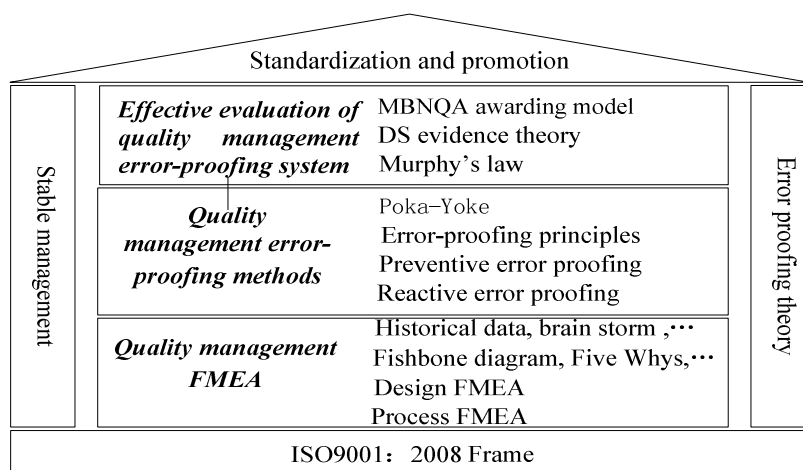 Standardization and promotion
Stable management
Effective evaluation of
quality management
error-proofing system
MBNQA awarding model
DS evidence theory
Murphy’s law
Quality
management error-
proofing methods
Poka-Yoke
Error-proofing principles
Preventive error proofing
Reactive error proofing
Quality management
FMEA
Historical data, brain storm ,⋯
Fishbone diagram, Five Whys,⋯
Design FMEA
Process FMEA
Error proofing theory
ISO9001：2008 Frame